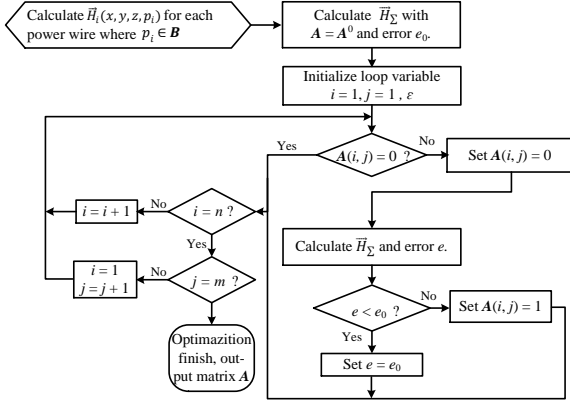 Calculate H⃗ᵢ(x, y, z, pᵢ) for each
power wire where pᵢ ∈ B
Calculate H⃗_Σ with
A = A⁰ and error e₀.
Initialize loop variable
i = 1, j = 1 , ε
A(i, j) = 0 ?
Yes
No
Set A(i, j) = 0
i = n ?
No
i = i + 1
Yes
j = m ?
No
i = 1
j = j + 1
Optimazition
finish, out-
put matrix A
Calculate H⃗_Σ and error e.
e < e₀ ?
No
Set A(i, j) = 1
Yes
Set e = e₀